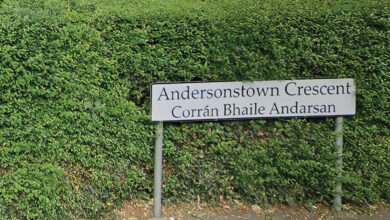 Andersonstown Crescent
Corrán Bhaile Andarsan